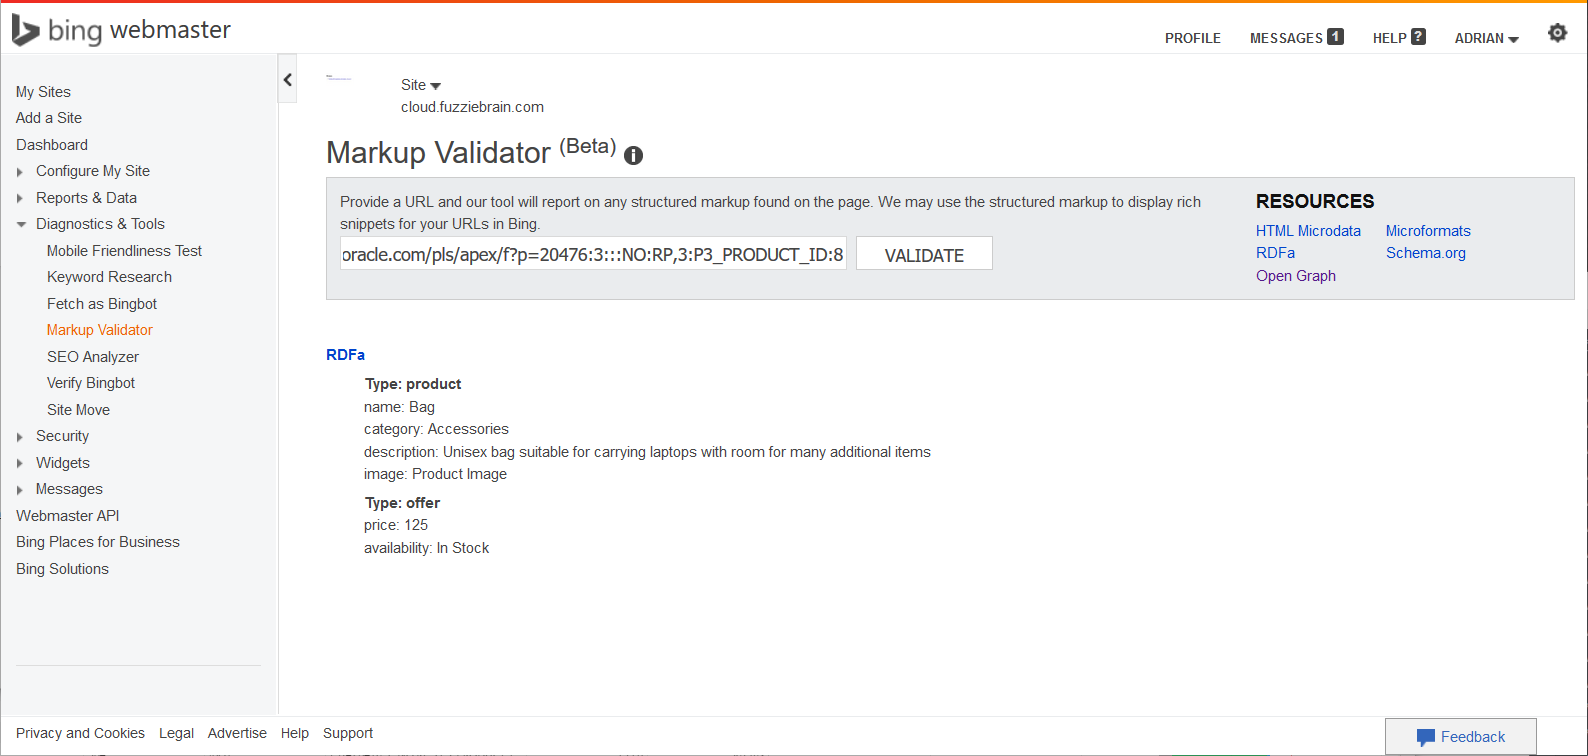 bing webmaster
PROFILE MESSAGES 1 HELP ? ADRIAN
My Sites
Add a Site
Dashboard
Configure My Site
Reports & Data
Diagnostics & Tools
Mobile Friendliness Test
Keyword Research
Fetch as Bingbot
Markup Validator
SEO Analyzer
Verify Bingbot
Site Move
Security
Widgets
Messages
Webmaster API
Bing Places for Business
Bing Solutions
Site
cloud.fuzziebrain.com
Markup Validator (Beta)
Provide a URL and our tool will report on any structured markup found on the page. We may use the structured markup to display rich
snippets for your URLs in Bing.
oracle.com/pls/apex/f?p=20476:3:::NO:RP,3:P3_PRODUCT_ID:8
VALIDATE
RESOURCES
HTML Microdata Microformats
RDFa Schema.org
Open Graph
RDFa
Type: product
name: Bag
category: Accessories
description: Unisex bag suitable for carrying laptops with room for many additional items
image: Product Image
Type: offer
price: 125
availability: In Stock
Privacy and Cookies Legal Advertise Help Support
Feedback